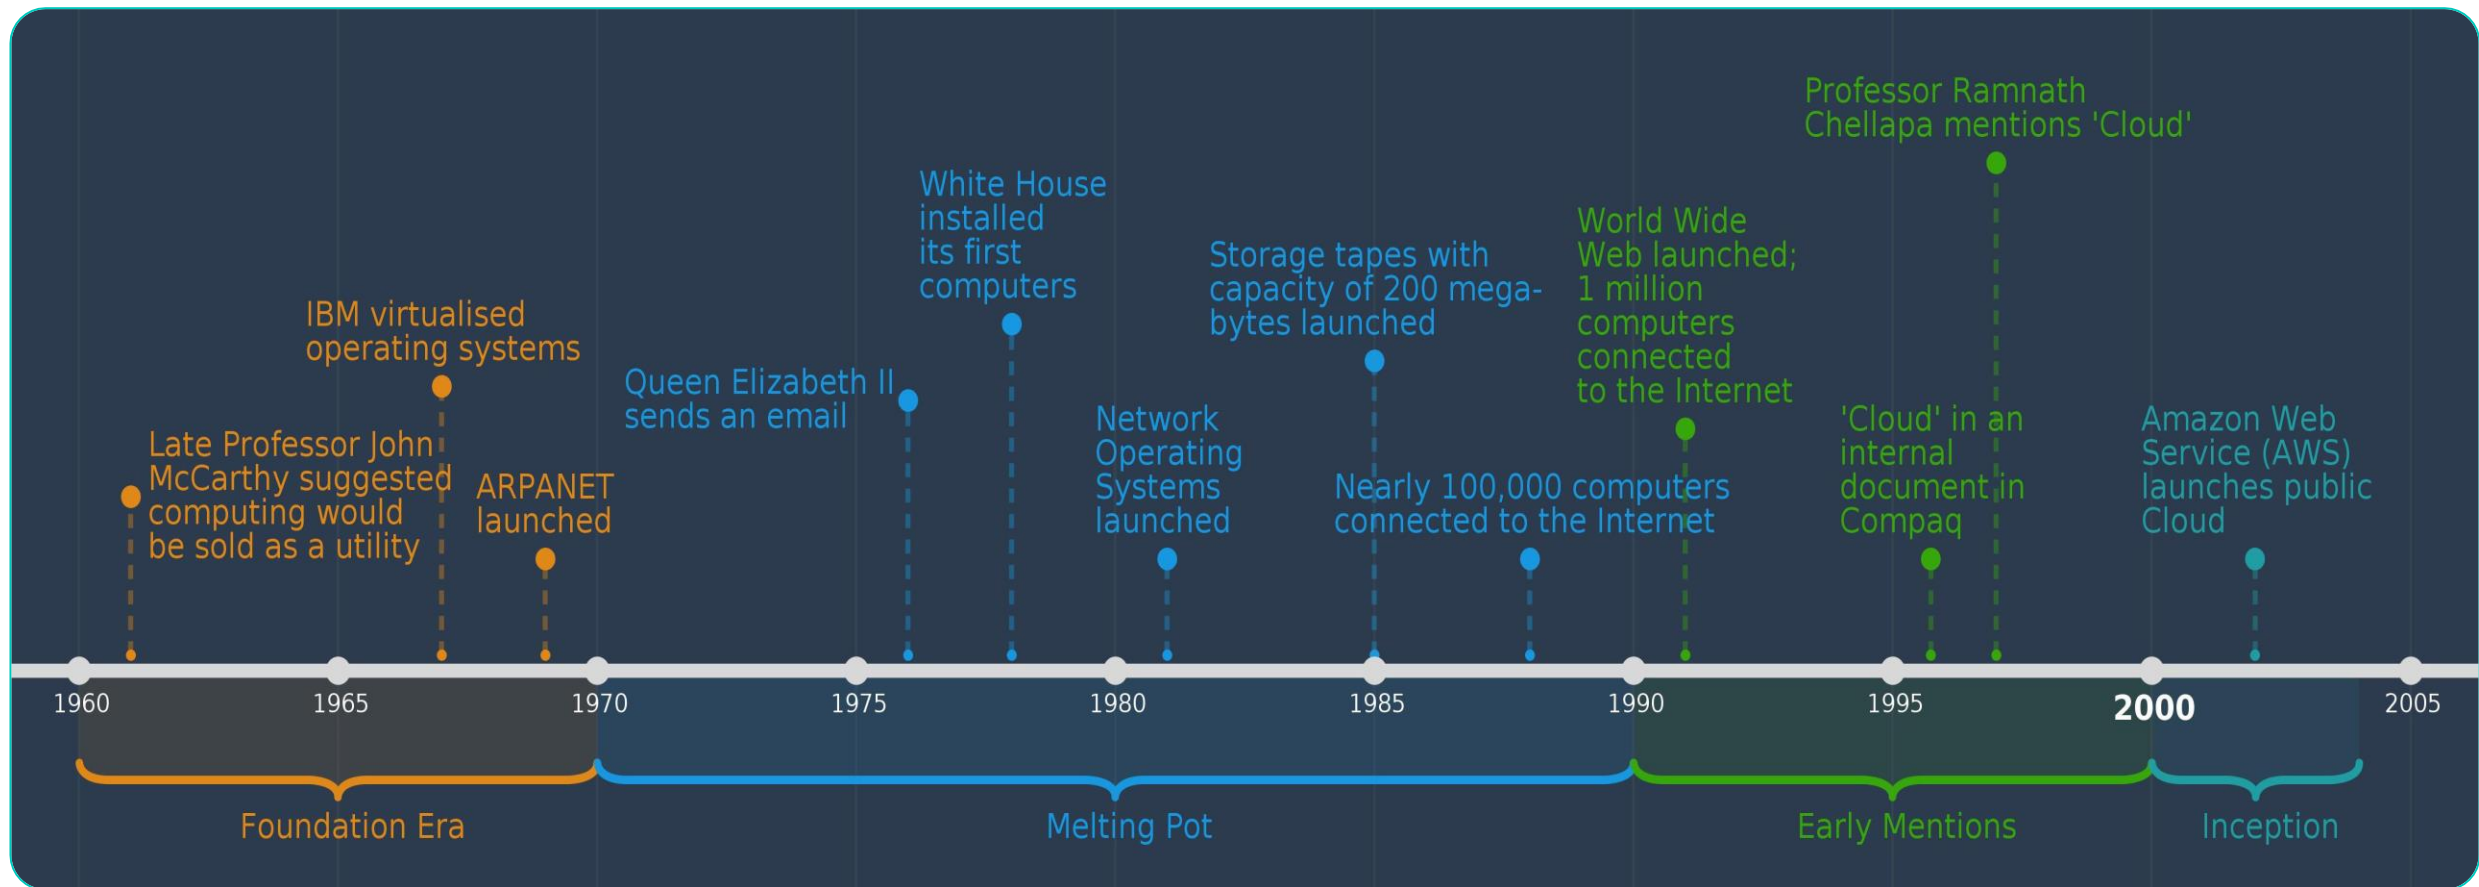 Professor Ramnath
Chellapa mentions 'Cloud'
White House
installed
its first
computers
World Wide
Web launched;
1 million
computers
connected
to the Internet
Storage tapes with
capacity of 200 mega-
bytes launched
IBM virtualised
operating systems
Queen Elizabeth II
sends an email
Network
Operating
Systems
launched
'Cloud' in an
internal
document in
Compaq
Amazon Web
Service (AWS)
launches public
Cloud
Late Professor John
McCarthy suggested
computing would
be sold as a utility
ARPANET
launched
Nearly 100,000 computers
connected to the Internet
1960
1965
1970
1975
1980
1985
1990
1995
2000
2005
Foundation Era
Melting Pot
Early Mentions
Inception